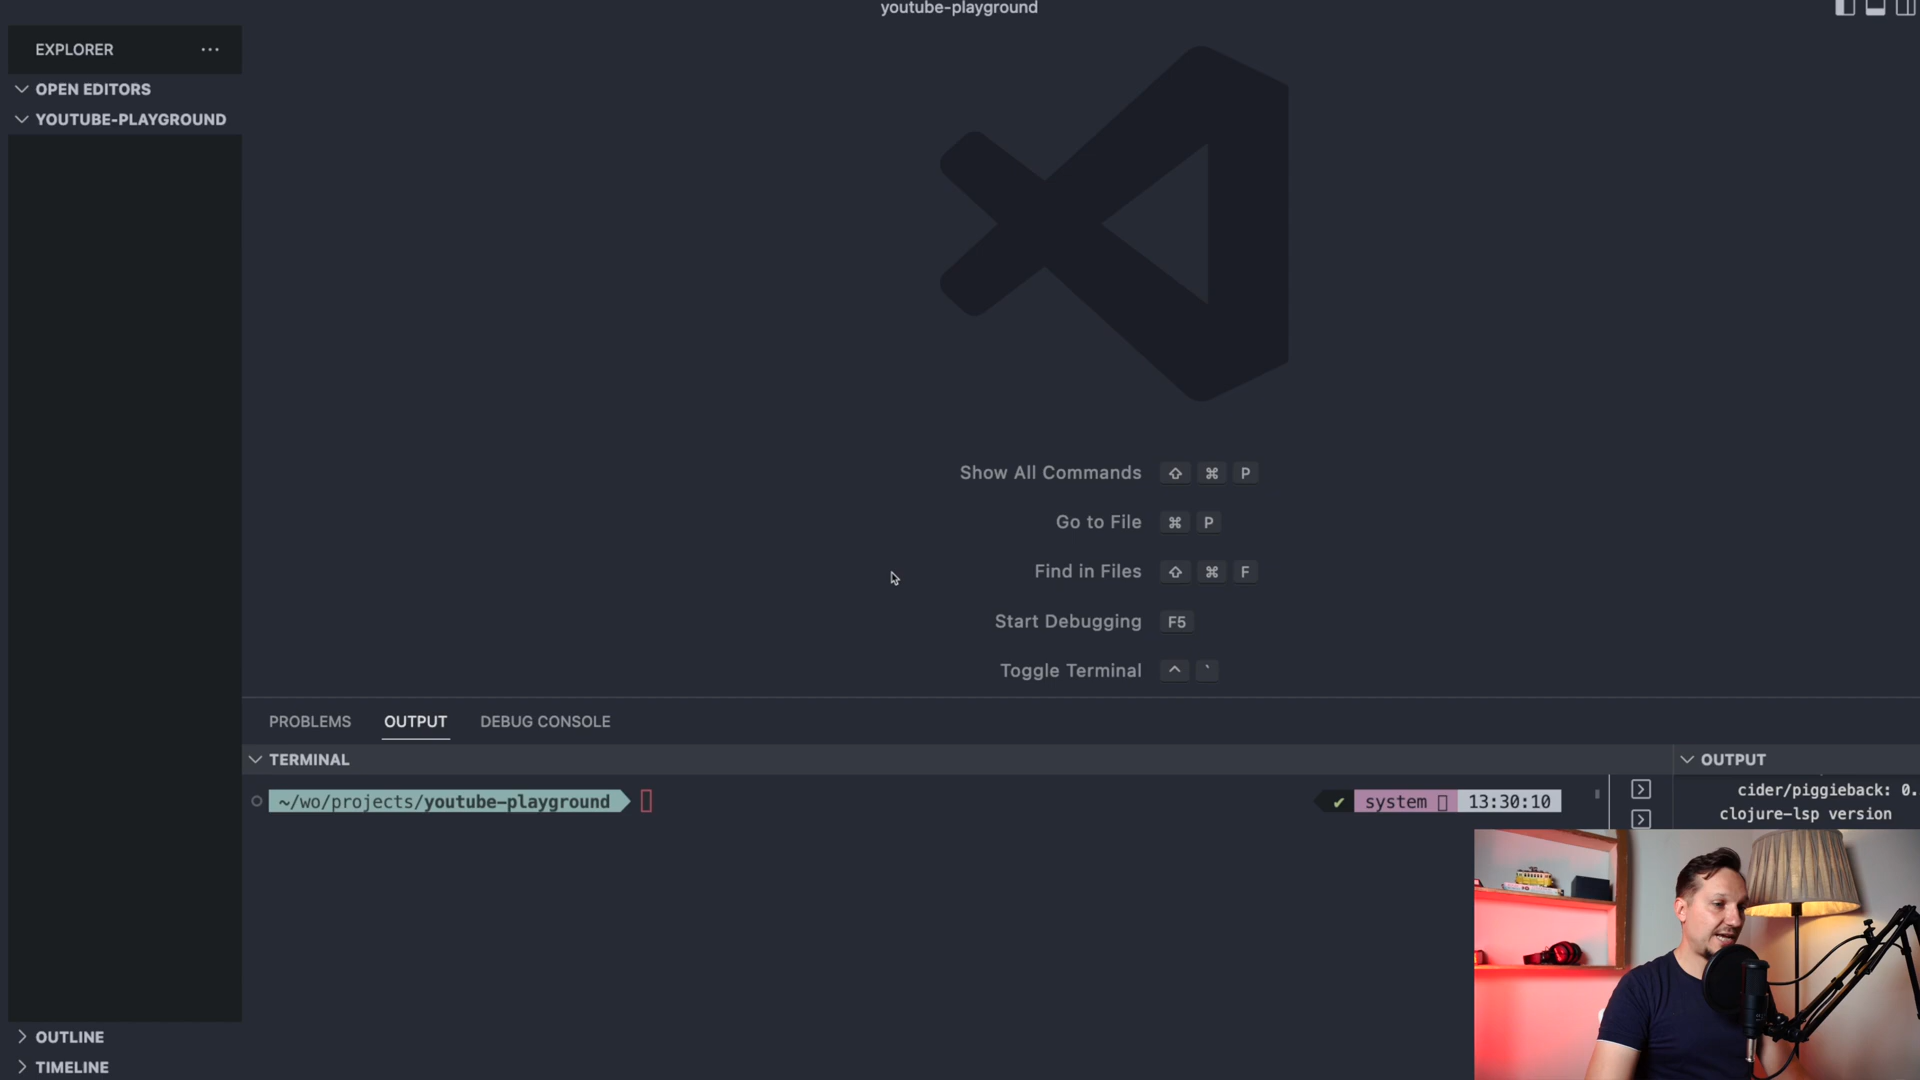 youtube-playground
EXPLORER
OPEN EDITORS
YOUTUBE-PLAYGROUND
Show All Commands ⇧ ⌘ P
Go to File ⌘ P
Find in Files ⇧ ⌘ F
Start Debugging F5
Toggle Terminal ^ `
PROBLEMS OUTPUT DEBUG CONSOLE
TERMINAL
~/wo/projects/youtube-playground
✔ system 13:30:10
OUTPUT
cider/piggieback: 0.
clojure-lsp version
OUTLINE
TIMELINE